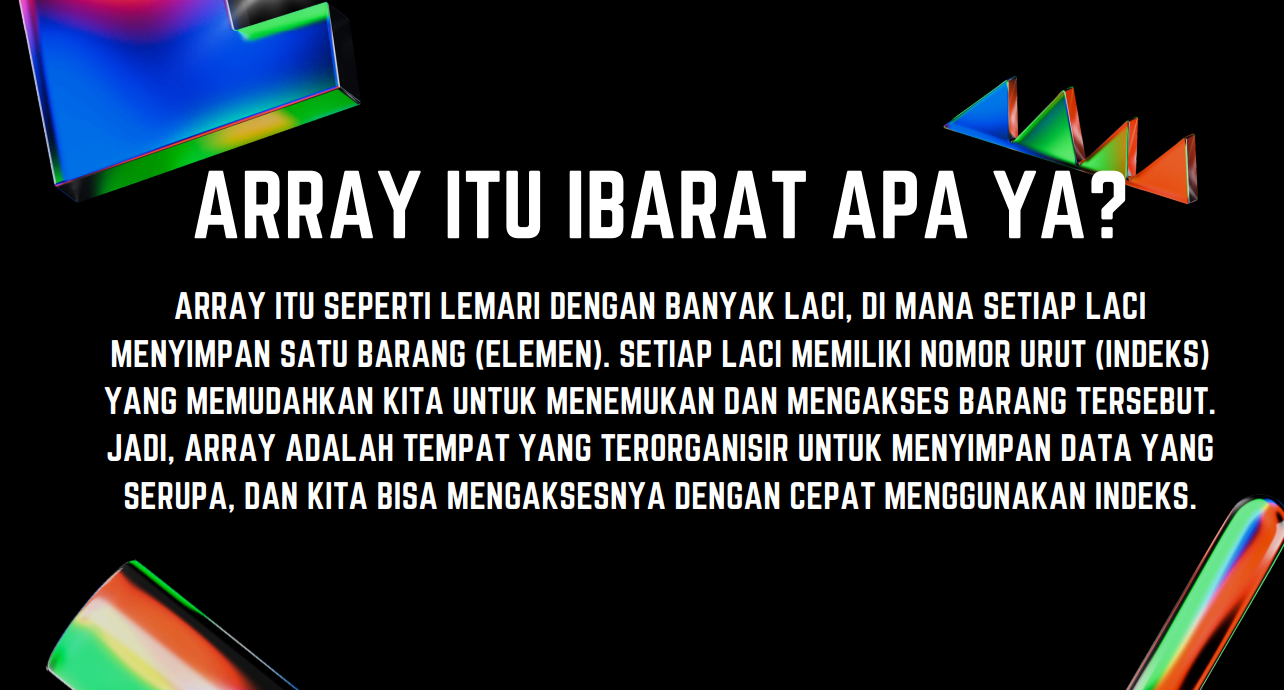 ARRAY ITU IBARAT APA YA?
ARRAY ITU SEPERTI LEMARI DENGAN BANYAK LACI, DI MANA SETIAP LACI
MENYIMPAN SATU BARANG (ELEMEN). SETIAP LACI MEMILIKI NOMOR URUT (INDEKS)
YANG MEMUDAHKAN KITA UNTUK MENEMUKAN DAN MENGAKSES BARANG TERSEBUT.
JADI, ARRAY ADALAH TEMPAT YANG TERORGANISIR UNTUK MENYIMPAN DATA YANG
SERUPA, DAN KITA BISA MENGAKSESNYA DENGAN CEPAT MENGGUNAKAN INDEKS.